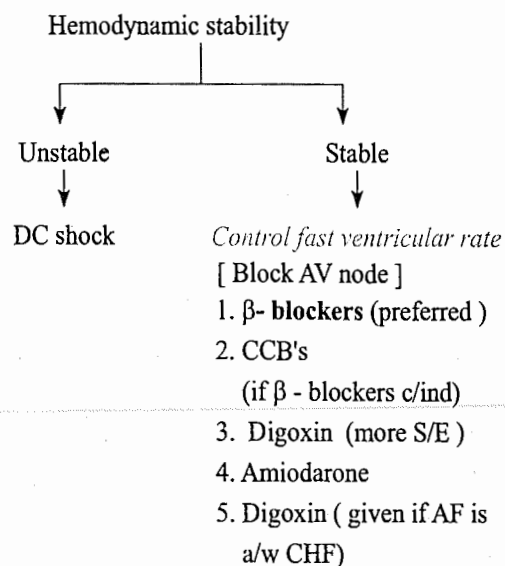 Hemodynamic stability
Unstable
Stable
DC shock
Control fast ventricular rate
[ Block AV node ]
1. β- blockers (preferred )
2. CCB's
(if β - blockers c/ind)
3. Digoxin (more S/E )
4. Amiodarone
5. Digoxin ( given if AF is
a/w CHF)